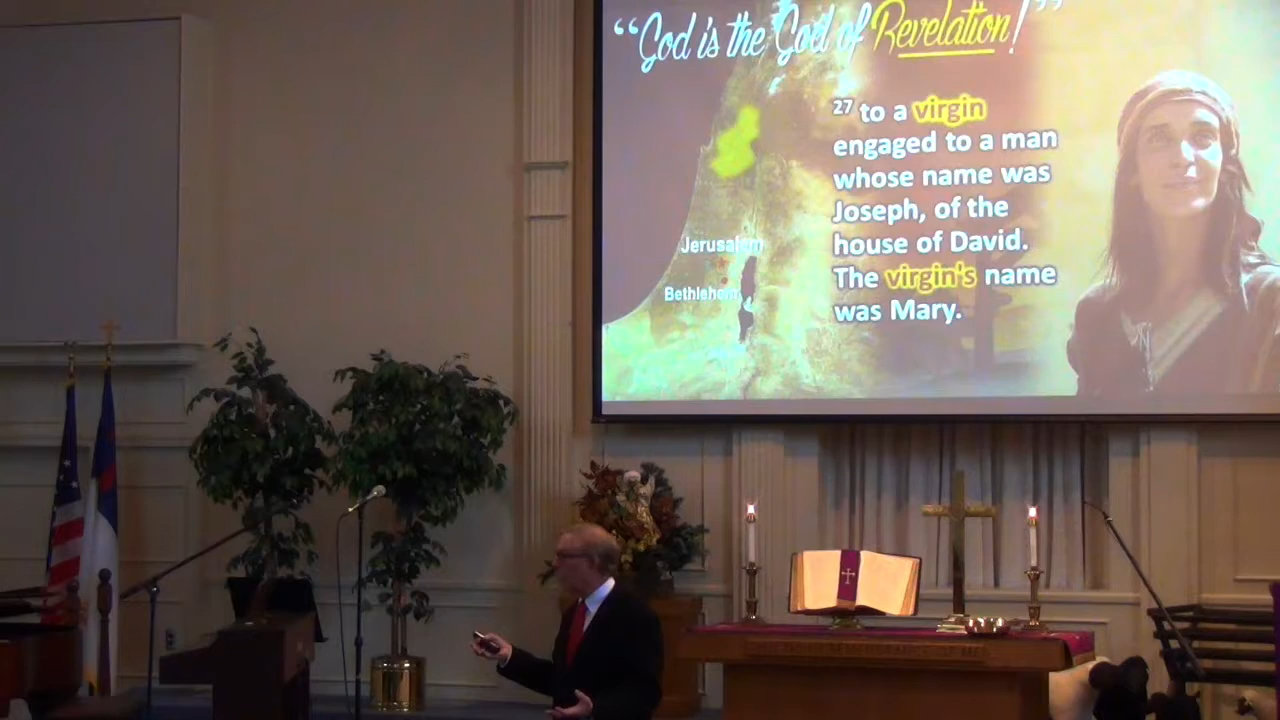 “God is the God of Revelation!”
27 to a virgin
engaged to a man
whose name was
Joseph, of the
house of David.
The virgin's name
was Mary.
Jerusalem
Bethlehem